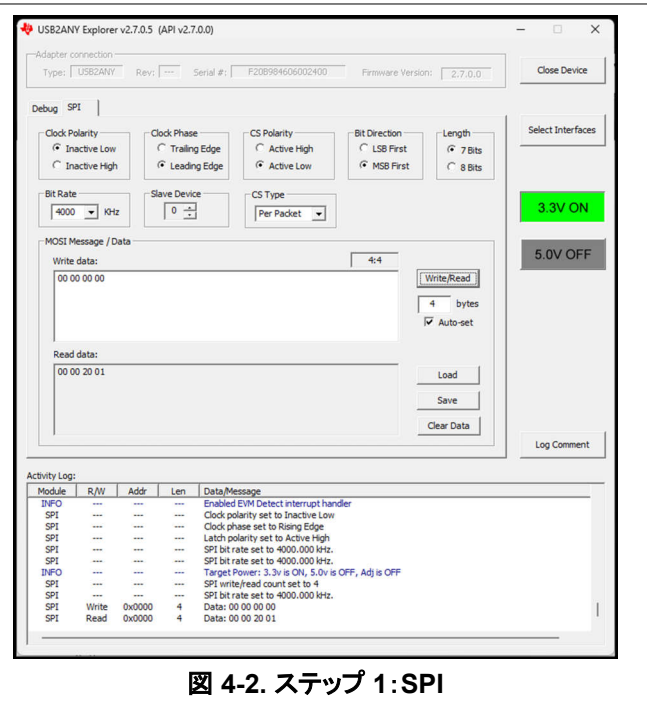 USB2ANY Explorer v2.7.0.5 (API v2.7.0.0)
Adapter connection
Type: USB2ANY Rev: --- Serial #: F20B984606002400 Firmware Version: 2.7.0.0
Close Device
Debug SPI
Select Interfaces
Clock Polarity Clock Phase CS Polarity Bit Direction Length
Inactive Low Trailing Edge Active High LSB First 7 Bits
Inactive High Leading Edge Active Low MSB First 8 Bits
Bit Rate Slave Device CS Type
4000 KHz 0 Per Packet
3.3V ON
5.0V OFF
MOSI Message / Data
Write data: 4:4
00 00 00 00
Write/Read
4 bytes
Auto-set
Read data:
00 00 20 01
Load
Save
Clear Data
Log Comment
Activity Log:
Module R/W Addr Len Data/Message
INFO --- --- --- Enabled EVM Detect interrupt handler
SPI --- --- --- Clock polarity set to Inactive Low
SPI --- --- --- Clock phase set to Rising Edge
SPI --- --- --- Latch polarity set to Active High
SPI --- --- --- SPI bit rate set to 4000.000 kHz.
SPI --- --- --- SPI bit rate set to 4000.000 kHz.
INFO --- --- --- Target Power: 3.3v is ON, 5.0v is OFF, Adj is OFF
SPI --- --- --- SPI write/read count set to 4
SPI --- --- --- SPI bit rate set to 4000.000 kHz.
SPI Write 0x0000 4 Data: 00 00 00 00
SPI Read 0x0000 4 Data: 00 00 20 01
図 4-2. ステップ 1：SPI